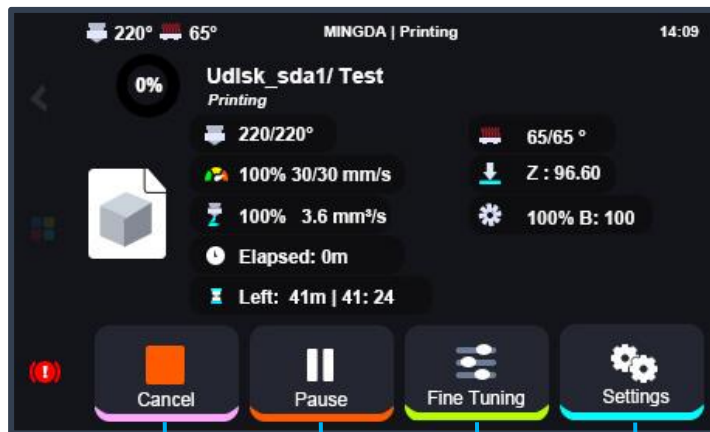 220° 65° MINGDA | Printing 14:09
0%
Udisk_sda1/ Test
Printing
220/220° 65/65 °
100% 30/30 mm/s Z : 96.60
100% 3.6 mm³/s 100% B: 100
Elapsed: 0m
Left: 41m | 41: 24
Cancel Pause Fine Tuning Settings